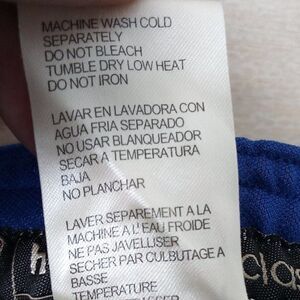 MACHINE WASH COLD
SEPARATELY
DO NOT BLEACH
TUMBLE DRY LOW HEAT
DO NOT IRON
LAVAR EN LAVADORA CON
AGUA FRIA SEPARADO
NO USAR BLANQUEADOR
SECAR A TEMPERATURA
BAJA
NO PLANCHAR
LAVER SEPAREMENT A LA
MACHINE A L'EAU FROIDE
NE PAS JAVELLISER
SECHER PAR CULBUTAGE A
BASSE
TEMPERATURE